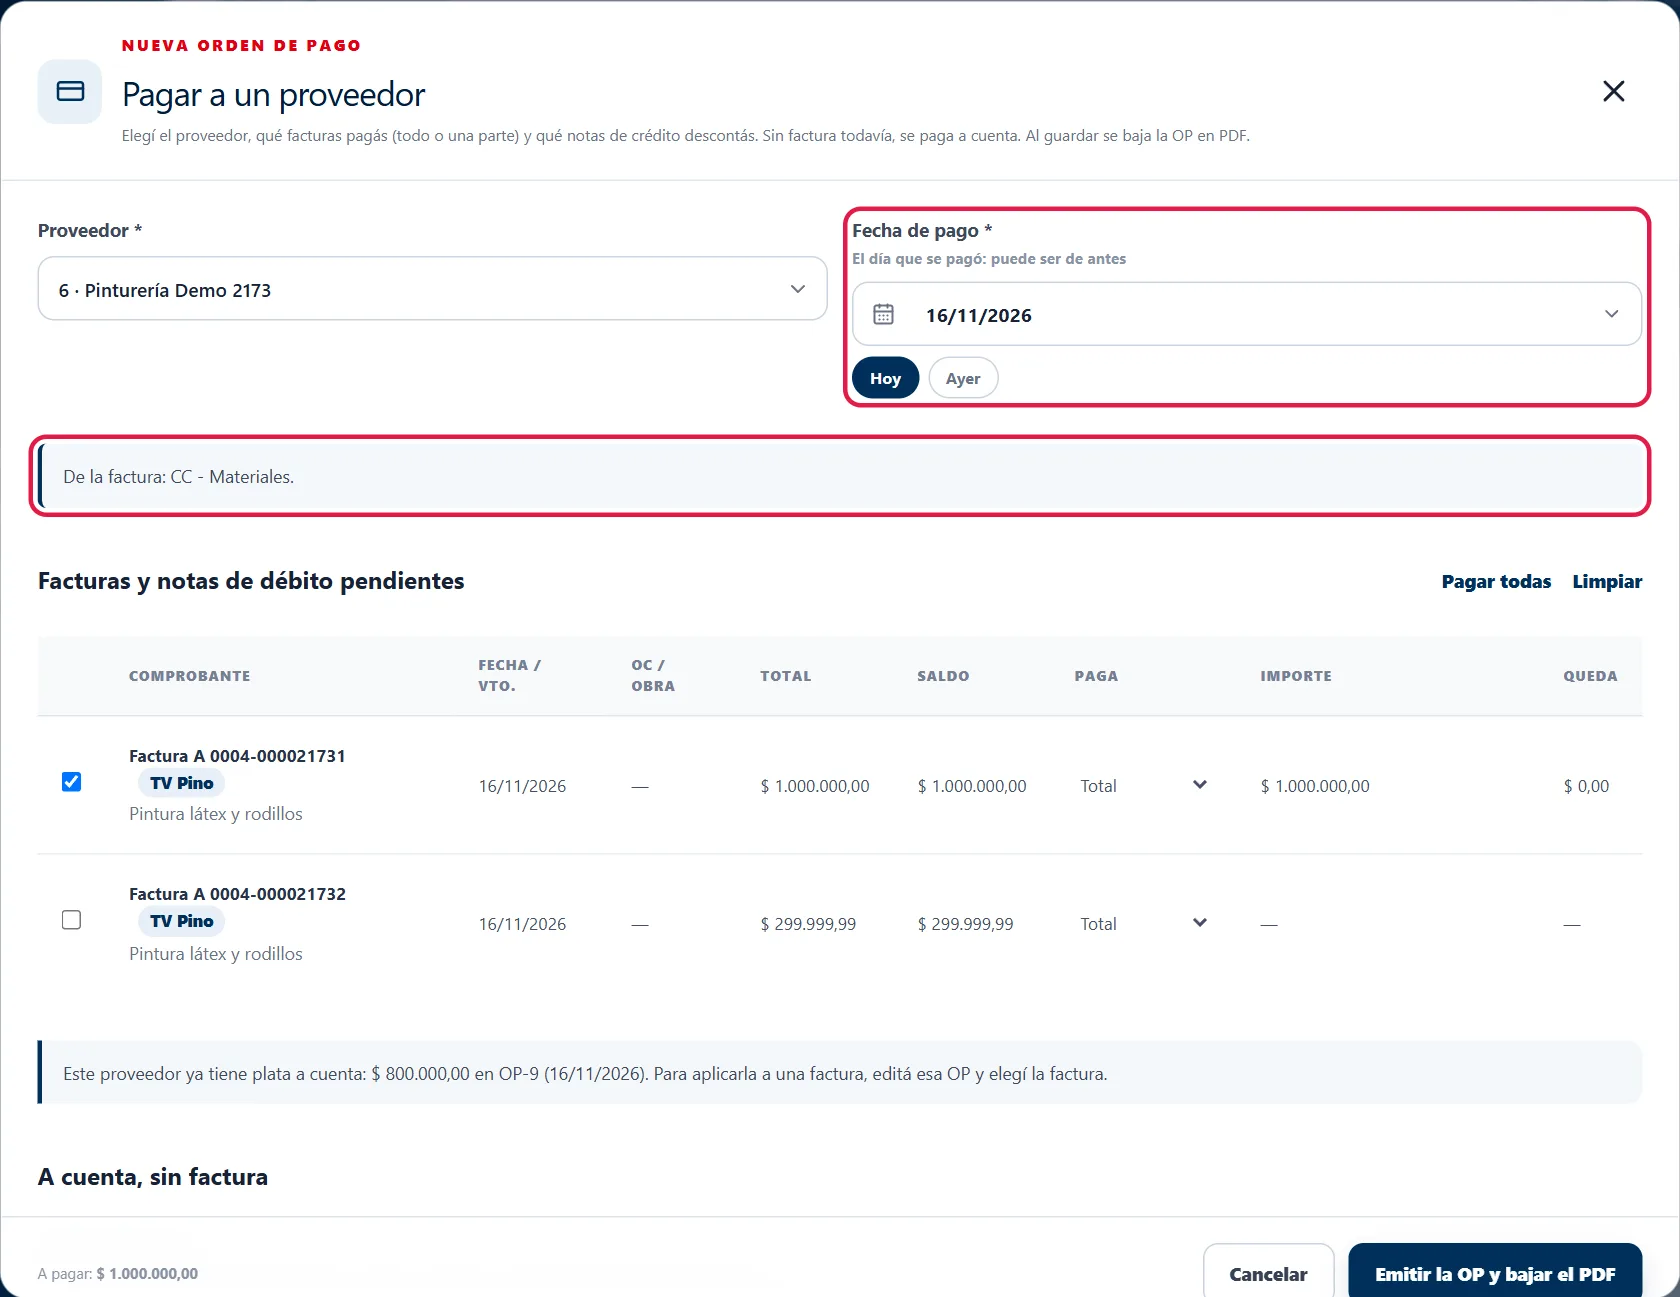 NUEVA ORDEN DE PAGO
Pagar a un proveedor
Elegí el proveedor, qué facturas pagás (todo o una parte) y qué notas de crédito descontás. Sin factura todavía, se paga a cuenta. Al guardar se baja la OP en PDF.
Proveedor *
6 · Pinturería Demo 2173
Fecha de pago *
El día que se pagó: puede ser de antes
16/11/2026
Hoy Ayer
De la factura: CC - Materiales.
Facturas y notas de débito pendientes
Pagar todas Limpiar
COMPROBANTE FECHA / VTO. OC / OBRA TOTAL SALDO PAGA IMPORTE QUEDA
Factura A 0004-000021731
TV Pino
Pintura látex y rodillos
16/11/2026 — $ 1.000.000,00 $ 1.000.000,00 Total $ 1.000.000,00 $ 0,00
Factura A 0004-000021732
TV Pino
Pintura látex y rodillos
16/11/2026 — $ 299.999,99 $ 299.999,99 Total — —
Este proveedor ya tiene plata a cuenta: $ 800.000,00 en OP-9 (16/11/2026). Para aplicarla a una factura, editá esa OP y elegí la factura.
A cuenta, sin factura
A pagar: $ 1.000.000,00
Cancelar
Emitir la OP y bajar el PDF